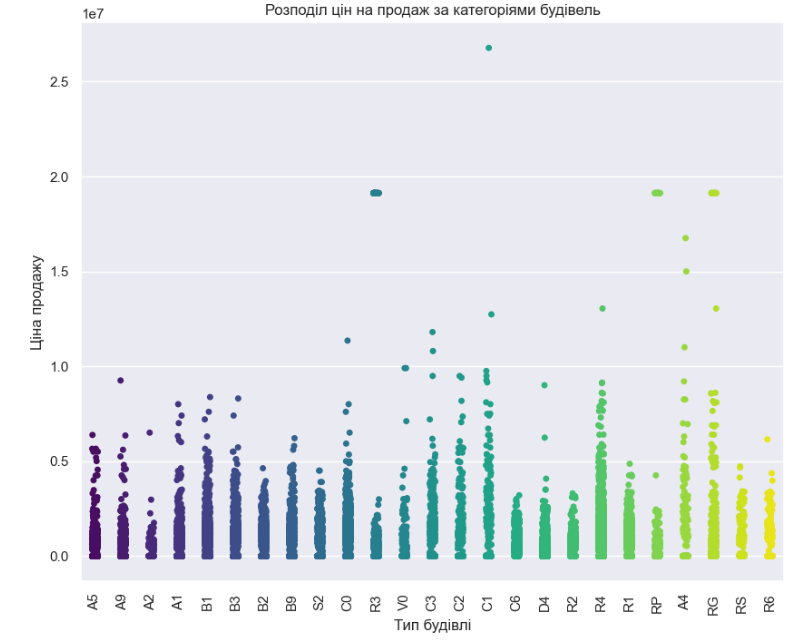 Розподіл цін на продаж за категоріями будівель
1e7
2.5
2.0
1.5
1.0
0.5
0.0
Ціна продажу
A5 A9 A2 A1 B1 B3 B2 B9 S2 C0 R3 V0 C3 C2 C1 C6 D4 R2 R4 R1 RP A4 RG RS R6
Тип будівлі